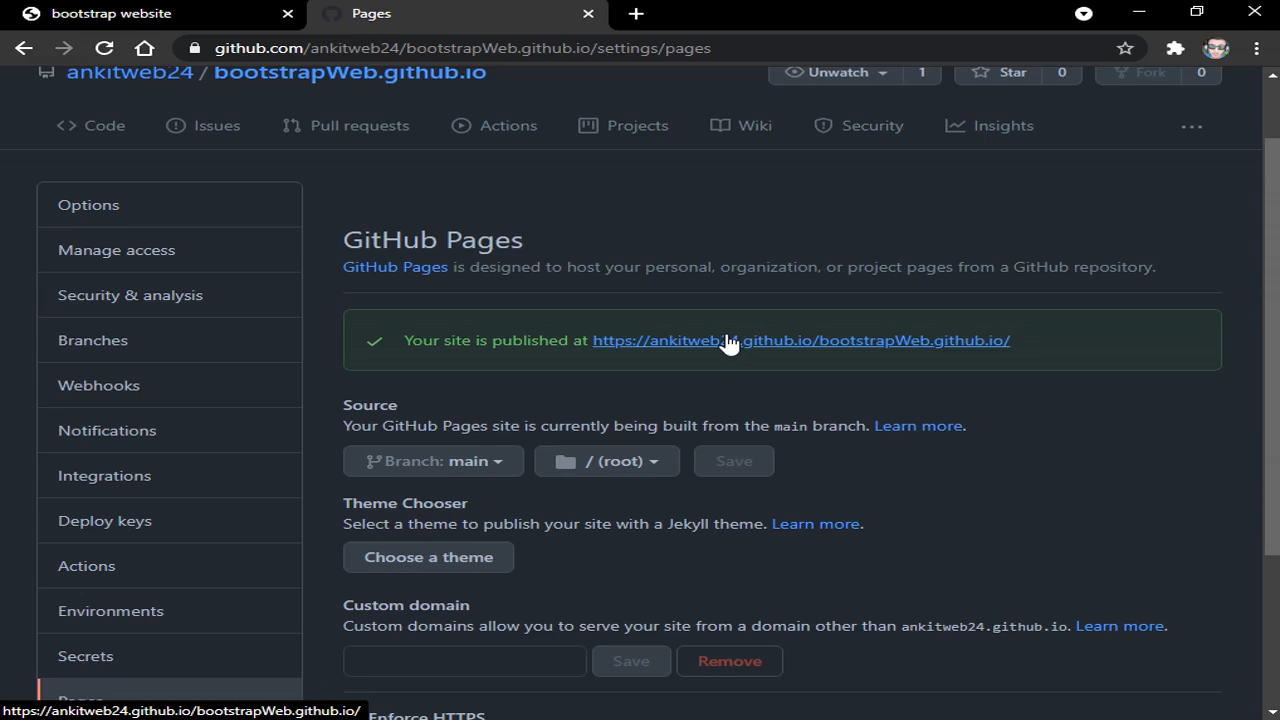 bootstrap website
Pages
github.com/ankitweb24/bootstrapWeb.github.io/settings/pages
ankitweb24 / bootstrapWeb.github.io
Unwatch 1 Star 0 Fork 0
Code Issues Pull requests Actions Projects Wiki Security Insights ...
Options
Manage access
Security & analysis
Branches
Webhooks
Notifications
Integrations
Deploy keys
Actions
Environments
Secrets
Pages
GitHub Pages
GitHub Pages is designed to host your personal, organization, or project pages from a GitHub repository.
Your site is published at https://ankitweb24.github.io/bootstrapWeb.github.io/
Source
Your GitHub Pages site is currently being built from the main branch. Learn more.
Branch: main / (root) Save
Theme Chooser
Select a theme to publish your site with a Jekyll theme. Learn more.
Choose a theme
Custom domain
Custom domains allow you to serve your site from a domain other than ankitweb24.github.io. Learn more.
Save Remove
Enforce HTTPS
https://ankitweb24.github.io/bootstrapWeb.github.io/